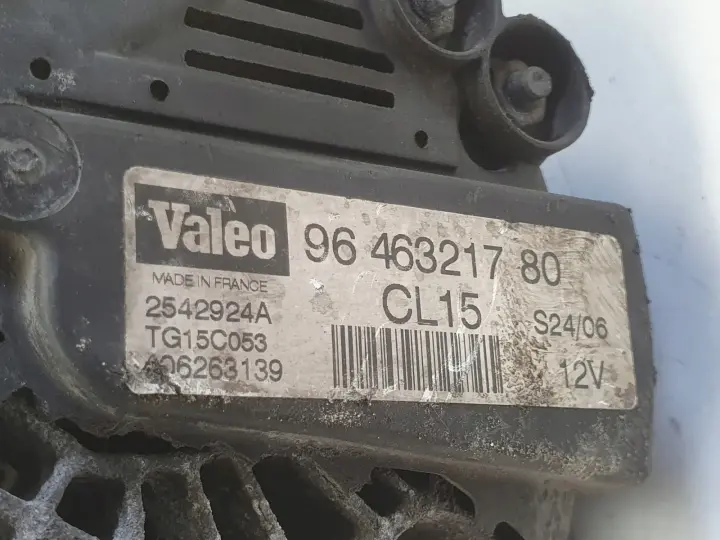 Valeo 96 463217 80
MADE IN FRANCE
CL15
2542924A
S24/06
TG15C053
A06263139
12V